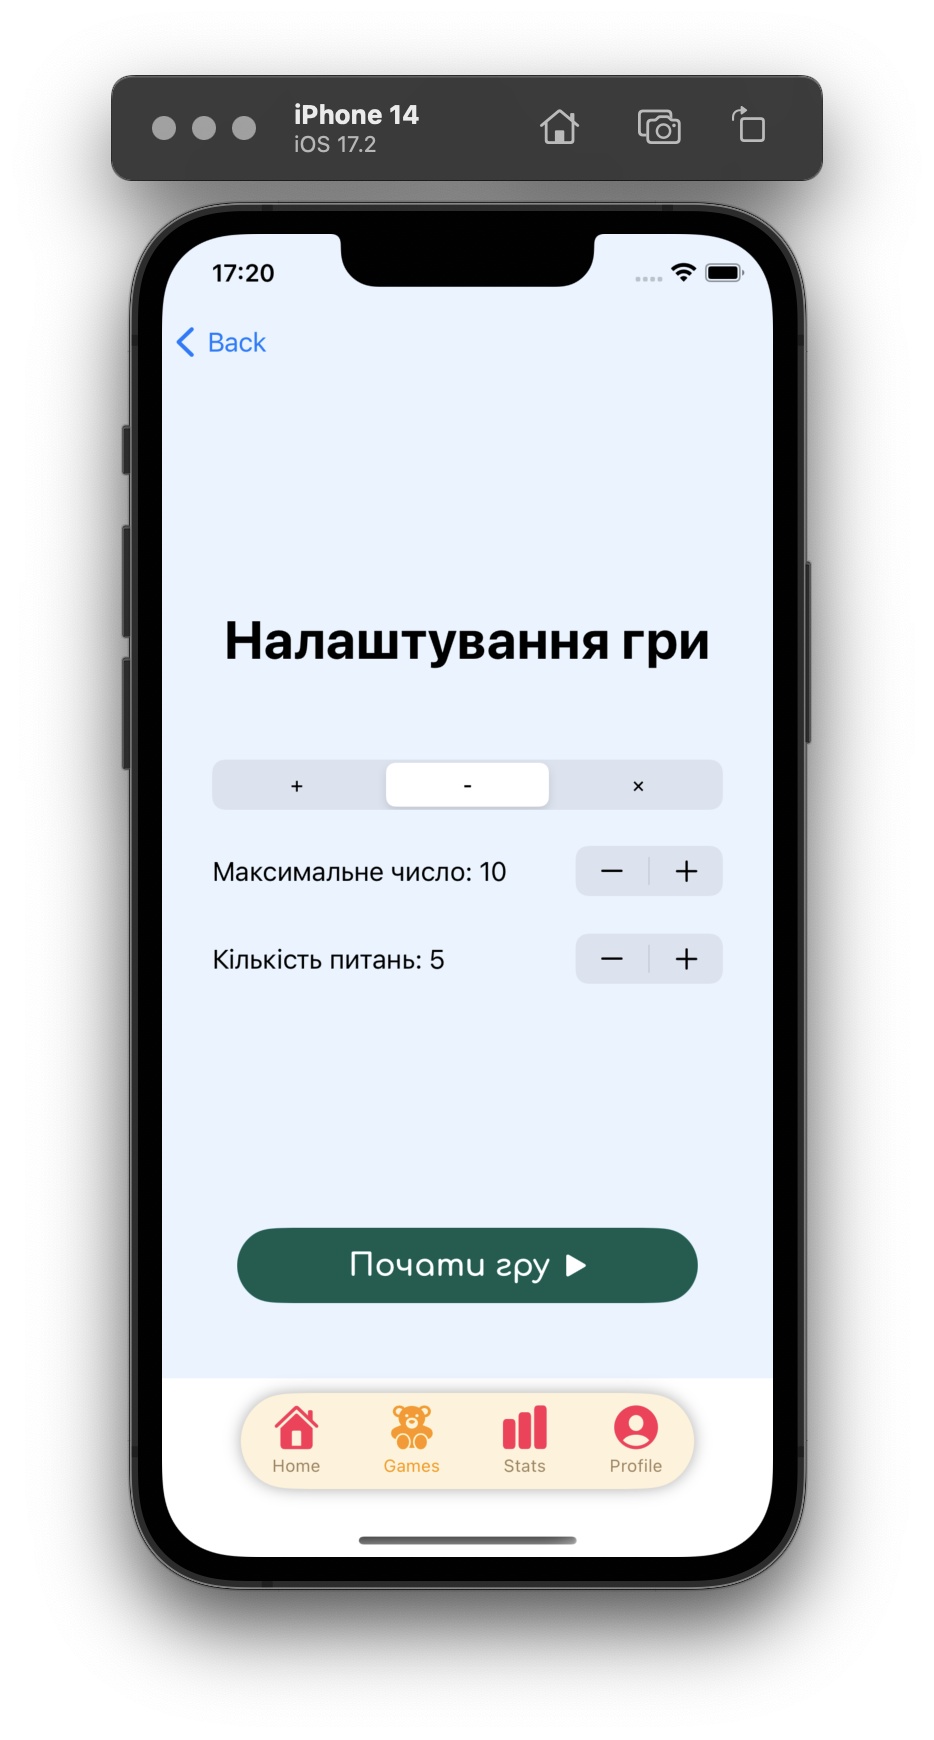 iPhone 14
iOS 17.2
17:20
Back
Налаштування гри
+ - ×
Максимальне число: 10 − +
Кількість питань: 5 − +
Почати гру
Home Games Stats Profile